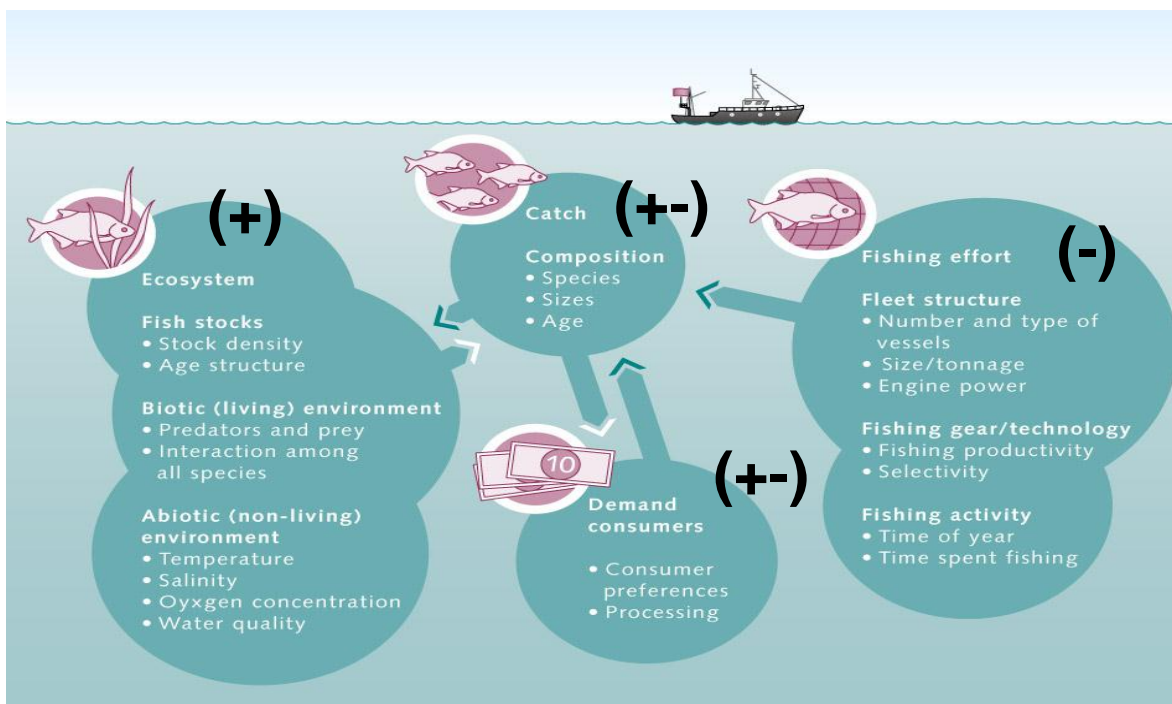 (+)
Ecosystem
Fish stocks
• Stock density
• Age structure
Biotic (living) environment
• Predators and prey
• Interaction among
all species
Abiotic (non-living)
environment
• Temperature
• Salinity
• Oyxgen concentration
• Water quality
(+-)
Catch
Composition
• Species
• Sizes
• Age
10
(+-)
Demand
consumers
• Consumer
preferences
• Processing
(-)
Fishing effort
Fleet structure
• Number and type of
vessels
• Size/tonnage
• Engine power
Fishing gear/technology
• Fishing productivity
• Selectivity
Fishing activity
• Time of year
• Time spent fishing